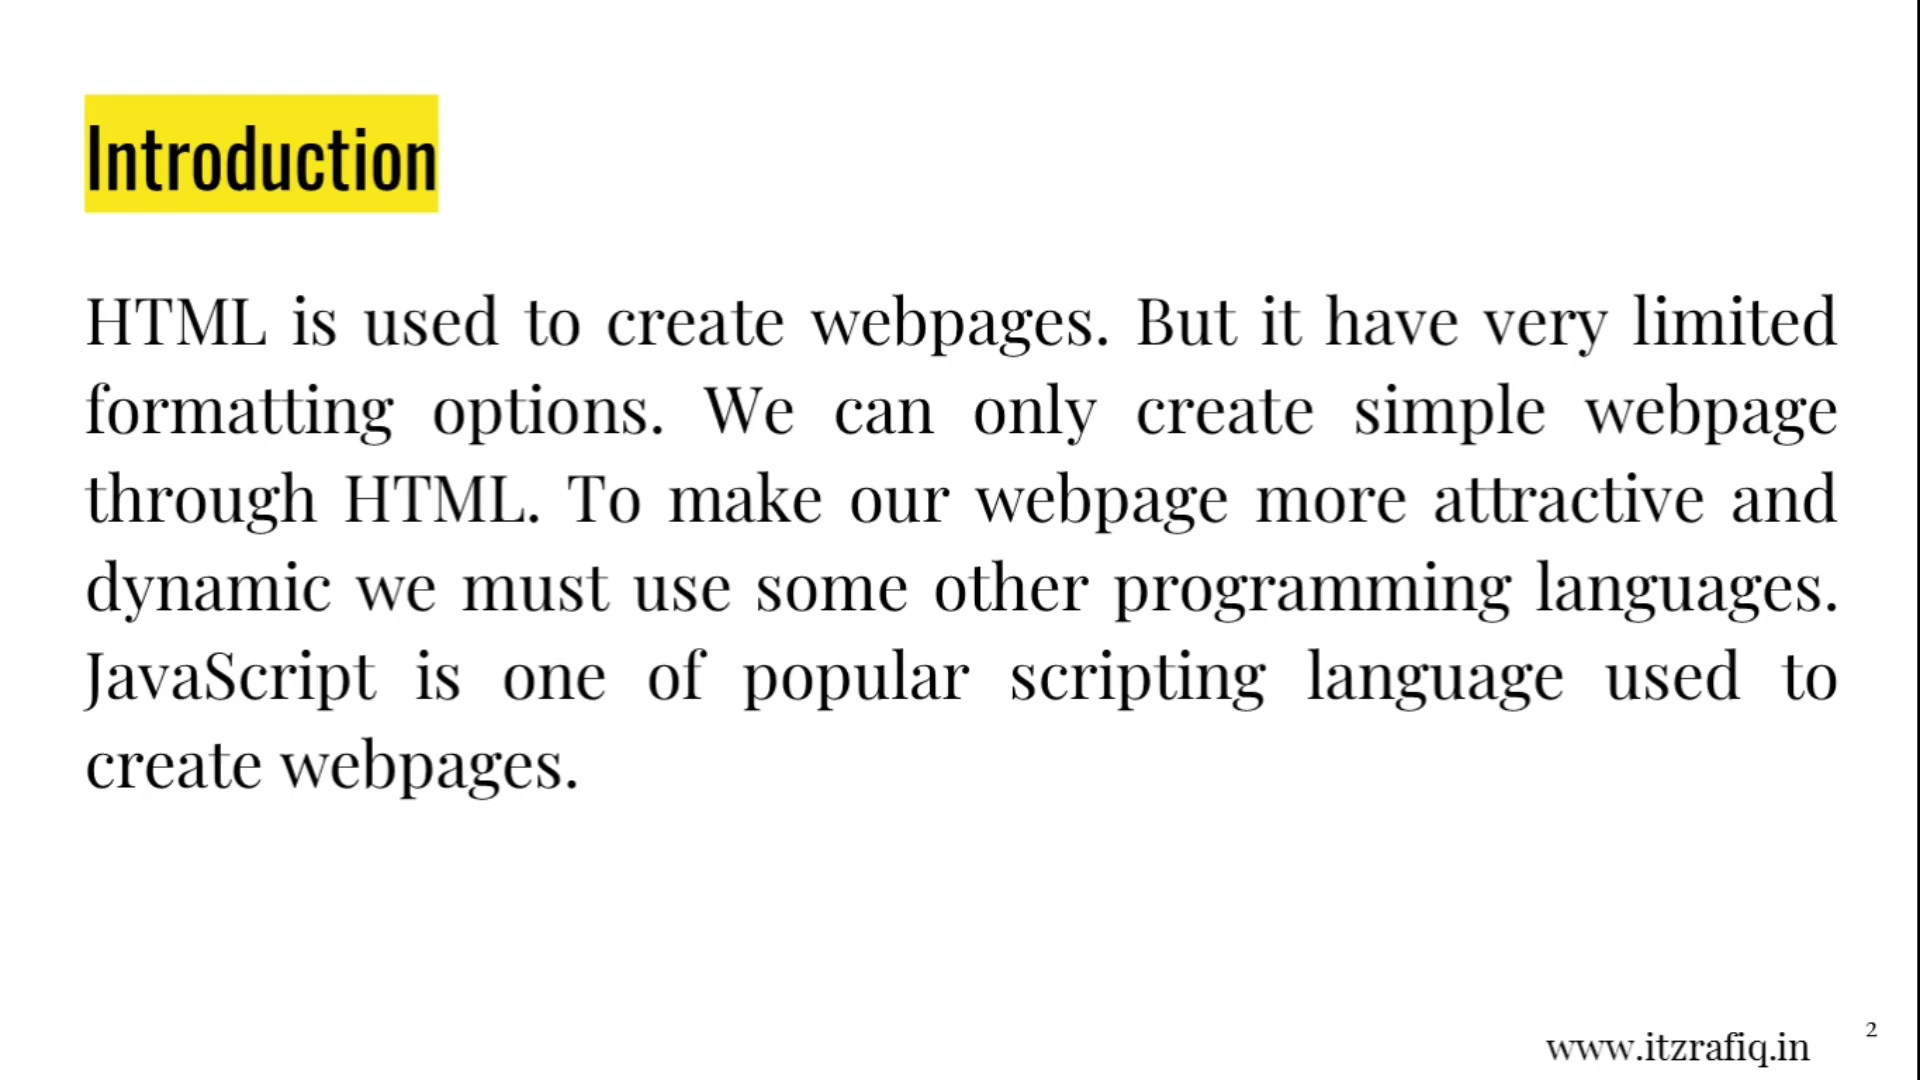 Introduction
HTML is used to create webpages. But it have very limited
formatting options. We can only create simple webpage
through HTML. To make our webpage more attractive and
dynamic we must use some other programming languages.
JavaScript is one of popular scripting language used to
create webpages.
www.itzrafiq.in
2